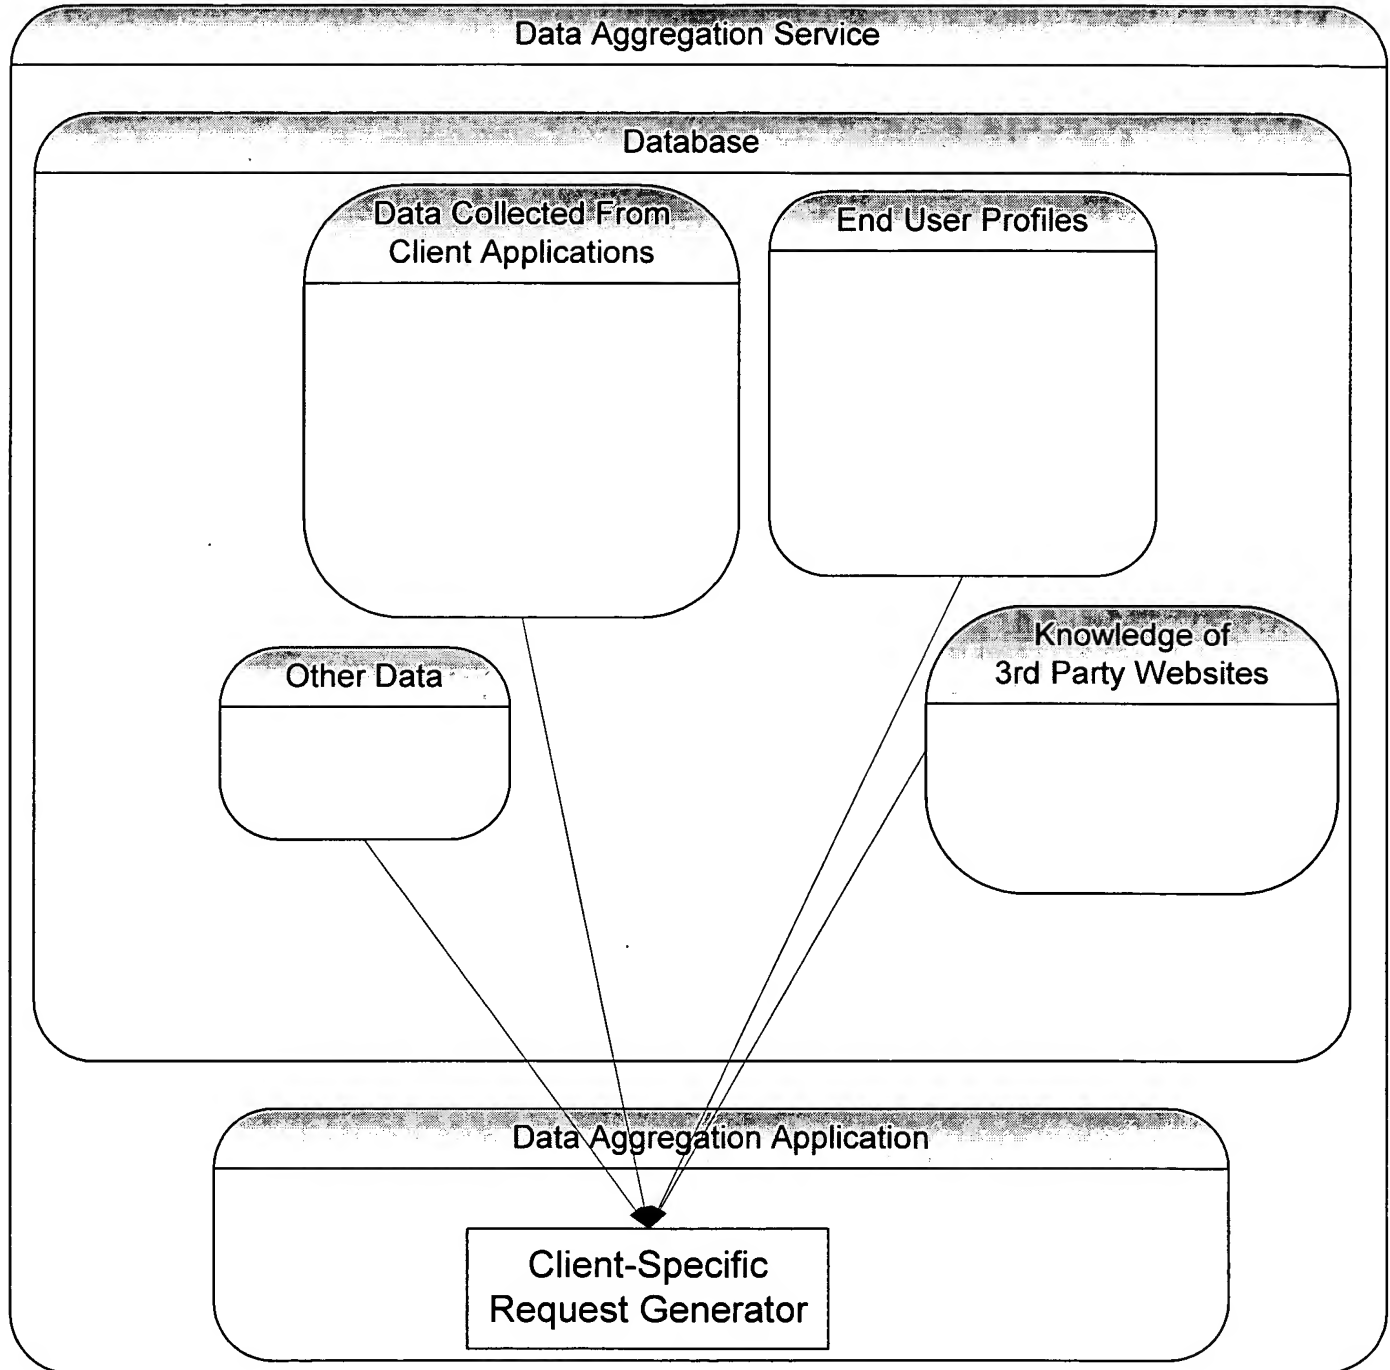 Data Aggregation Service
Database
Data Collected From
Client Applications
End User Profiles
Other Data
Knowledge of
3rd Party Websites
Data Aggregation Application
Client-Specific
Request Generator